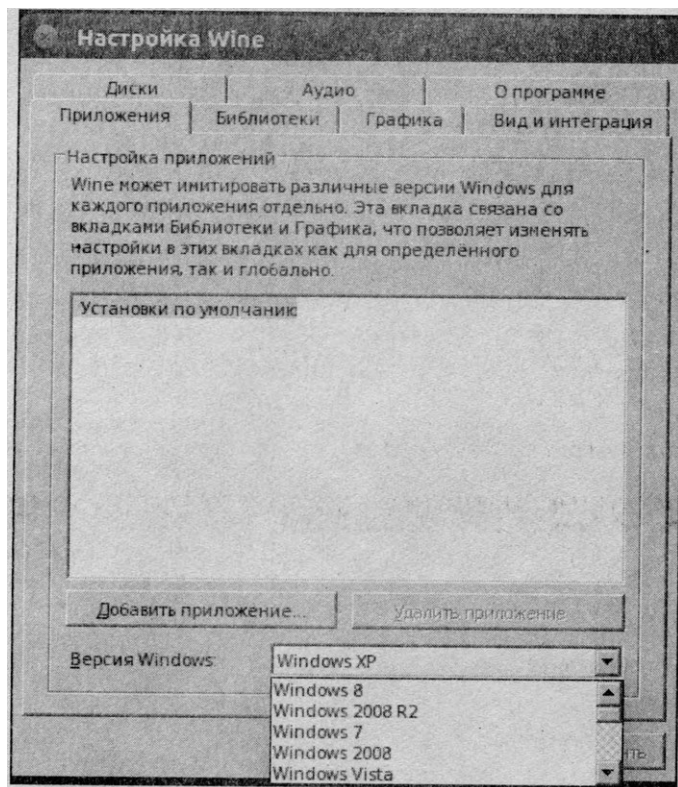 Настройка Wine
Диски
Аудио
О программе
Приложения
Библиотеки
Графика
Вид и интеграция
Настройка приложений
Wine может имитировать различные версии Windows для
каждого приложения отдельно. Эта вкладка связана со
вкладками Библиотеки и Графика, что позволяет изменять
настройки в этих вкладках как для определённого
приложения, так и глобально.
Установки по умолчанию
Добавить приложение...
Удалить приложение
Версия Windows:
Windows XP
Windows 8
Windows 2008 R2
Windows 7
Windows 2008
Windows Vista